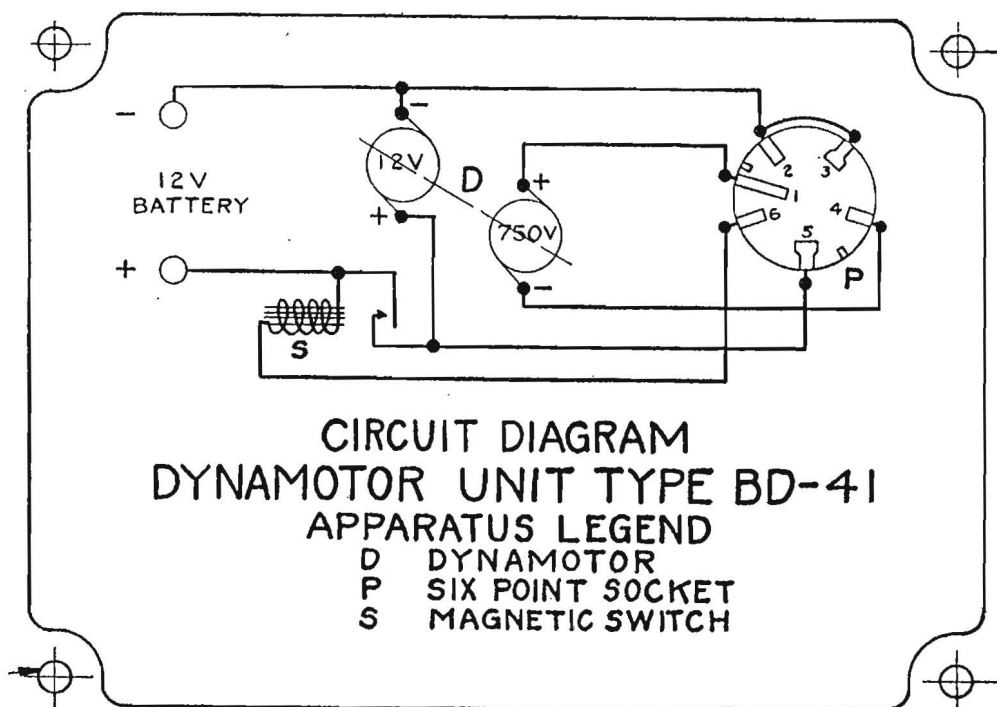 -
12V
BATTERY
+
-
12V
+
D
+
750V
-
S
1
2
3
4
5
6
P
CIRCUIT DIAGRAM
DYNAMOTOR UNIT TYPE BD-41
APPARATUS LEGEND
D DYNAMOTOR
P SIX POINT SOCKET
S MAGNETIC SWITCH